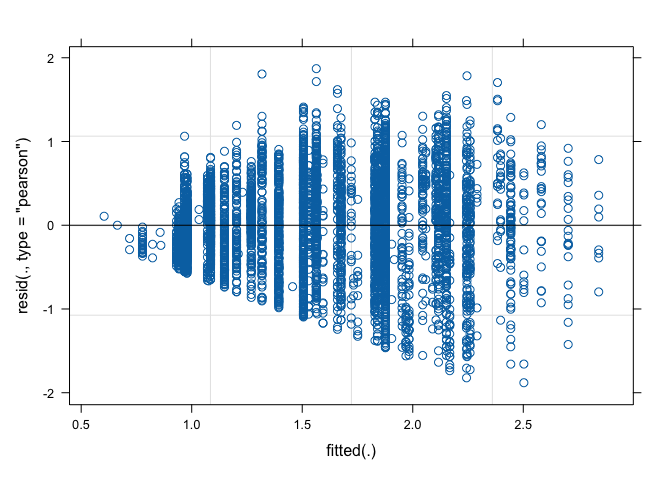 2
1
0
-1
-2
resid(., type = "pearson")
0.5 1.0 1.5 2.0 2.5
fitted(.)